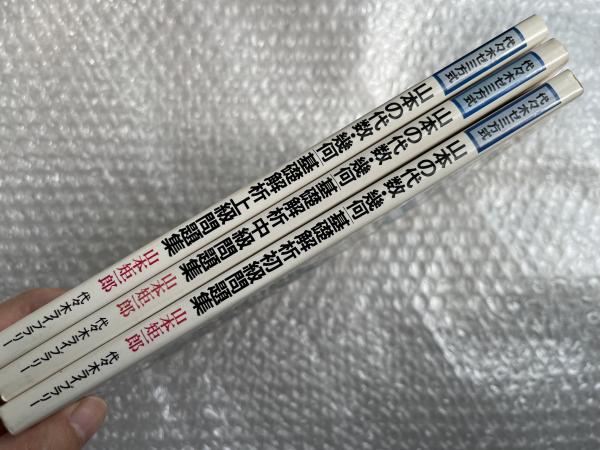 代々木ゼミ方式
山本の代数・幾何 基礎解析 上級問題集
山本矩一郎
代々木ライブラリー
代々木ゼミ方式
山本の代数・幾何 基礎解析 中級問題集
山本矩一郎
代々木ライブラリー
代々木ゼミ方式
山本の代数・幾何 基礎解析 初級問題集
山本矩一郎
代々木ライブラリー